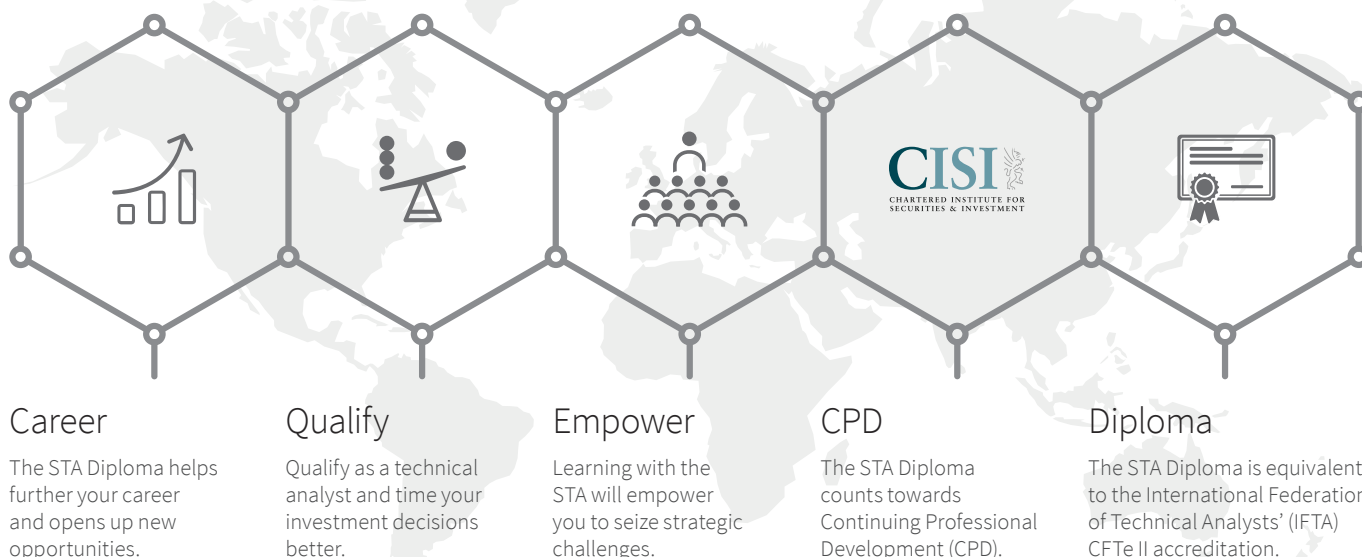 CISI
CHARTERED INSTITUTE FOR
SECURITIES & INVESTMENT
Career
The STA Diploma helps
further your career
and opens up new
opportunities.
Qualify
Qualify as a technical
analyst and time your
investment decisions
better.
Empower
Learning with the
STA will empower
you to seize strategic
challenges.
CPD
The STA Diploma
counts towards
Continuing Professional
Development (CPD).
Diploma
The STA Diploma is equivalent
to the International Federation
of Technical Analysts’ (IFTA)
CFTe II accreditation.